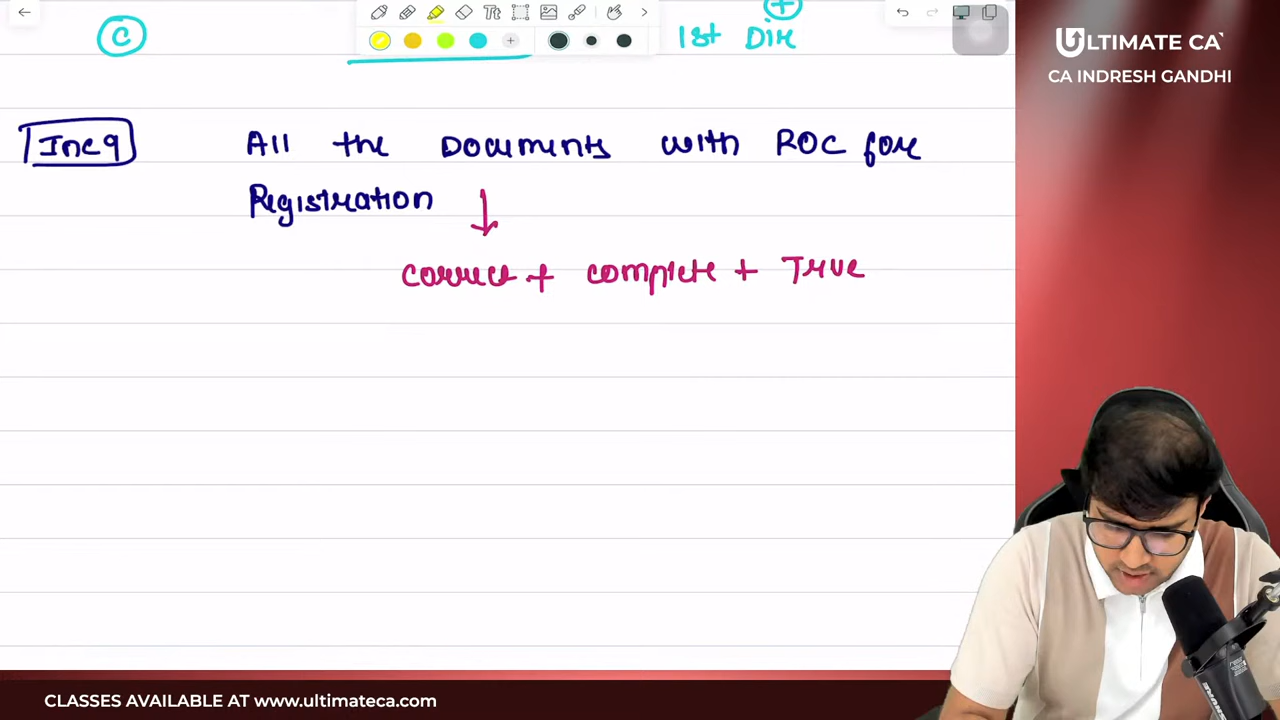 C
1st Dir
ULTIMATE CA
CA INDRESH GANDHI
Inc 9
All the Documents with ROC for
Registration
correct + complete + True
Tt
CLASSES AVAILABLE AT www.ultimateca.com